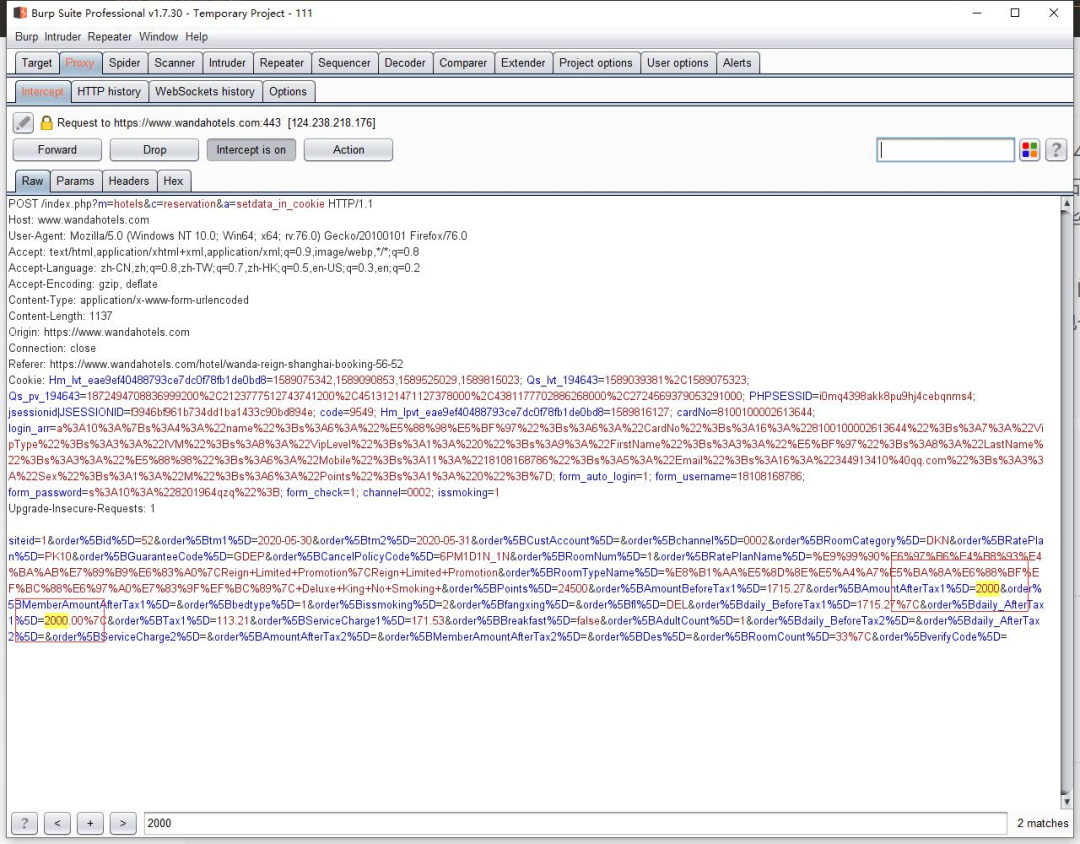 Burp Suite Professional v1.7.30 - Temporary Project - 111
Burp Intruder Repeater Window Help
Target Proxy Spider Scanner Intruder Repeater Sequencer Decoder Comparer Extender Project options User options Alerts
Intercept HTTP history WebSockets history Options
Request to https://www.wandahotels.com:443 [124.238.218.176]
Forward Drop Intercept is on Action ?
Raw Params Headers Hex
POST /index.php?m=hotels&c=reservation&a=setdata_in_cookie HTTP/1.1
Host: www.wandahotels.com
User-Agent: Mozilla/5.0 (Windows NT 10.0; Win64; x64; rv:76.0) Gecko/20100101 Firefox/76.0
Accept: text/html,application/xhtml+xml,application/xml;q=0.9,image/webp,*/*;q=0.8
Accept-Language: zh-CN,zh;q=0.8,zh-TW;q=0.7,zh-HK;q=0.5,en-US;q=0.3,en;q=0.2
Accept-Encoding: gzip, deflate
Content-Type: application/x-www-form-urlencoded
Content-Length: 1137
Origin: https://www.wandahotels.com
Connection: close
Referer: https://www.wandahotels.com/hotel/wanda-reign-shanghai-booking-56-52
Cookie: Hm_lvt_eae9ef40488793ce7dc0f78fb1de0bd8=1589075342,1589090853,1589525029,1589815023; Qs_lvt_194643=1589039381%2C1589075323;
Qs_pv_194643=1872494708836999200%2C2123777512743741200%2C4513121471127378000%2C4381177702886268000%2C2724569379053291000; PHPSESSID=i0mq4398akk8pu9hj4cebqnms4;
jsessionid|JSESSIONID=f3946bf961b734dd1ba1433c90bd894e; code=9549; Hm_lpvt_eae9ef40488793ce7dc0f78fb1de0bd8=1589816127; cardNo=8100100002613644;
login_arr=a%3A10%3A%7Bs%3A4%3A%22name%22%3Bs%3A6%3A%22%E5%88%98%E5%BF%97%22%3Bs%3A6%3A%22CardNo%22%3Bs%3A16%3A%228100100002613644%22%3Bs%3A7%3A%22Vi
pType%22%3Bs%3A3%3A%22IVM%22%3Bs%3A8%3A%22VipLevel%22%3Bs%3A1%3A%220%22%3Bs%3A9%3A%22FirstName%22%3Bs%3A3%3A%22%E5%BF%97%22%3Bs%3A8%3A%22LastName%
22%3Bs%3A3%3A%22%E5%88%98%22%3Bs%3A6%3A%22Mobile%22%3Bs%3A11%3A%2218108168786%22%3Bs%3A5%3A%22Email%22%3Bs%3A16%3A%22344913410%40qq.com%22%3Bs%3A3%3
A%22Sex%22%3Bs%3A1%3A%22M%22%3Bs%3A6%3A%22Points%22%3Bs%3A1%3A%220%22%3B%7D; form_auto_login=1; form_username=18108168786;
form_password=s%3A10%3A%228201964qzq%22%3B; form_check=1; channel=0002; issmoking=1
Upgrade-Insecure-Requests: 1
siteid=1&order%5Bid%5D=52&order%5Btm1%5D=2020-05-30&order%5Btm2%5D=2020-05-31&order%5BCustAccount%5D=&order%5Bchannel%5D=0002&order%5BRoomCategory%5D=DKN&order%5BRatePla
n%5D=PK10&order%5BGuaranteeCode%5D=GDEP&order%5BCancelPolicyCode%5D=6PM1D1N_1N&order%5BRoomNum%5D=1&order%5BRatePlanName%5D=%E9%99%90%E6%97%B6%E4%B8%93%E4
%BA%AB%E7%89%B9%E6%83%A0%7CReign+Limited+Promotion%7CReign+Limited+Promotion&order%5BRoomTypeName%5D=%E8%B1%AA%E5%8D%8E%E5%A4%A7%E5%BA%8A%E6%88%BF%E
F%BC%88%E6%97%A0%E7%83%9F%EF%BC%89%7C+Deluxe+King+No+Smoking+&order%5BPoints%5D=24500&order%5BAmountBeforeTax1%5D=1715.27&order%5BAmountAfterTax1%5D=2000&order%
5BMemberAmountAfterTax1%5D=&order%5Bbedtype%5D=1&order%5Bissmoking%5D=2&order%5Bfangxing%5D=&order%5Bfl%5D=DEL&order%5Bdaily_BeforeTax1%5D=1715.27%7C&order%5Bdaily_AfterTax
1%5D=2000.00%7C&order%5BTax1%5D=113.21&order%5BServiceCharge1%5D=171.53&order%5BBreakfast%5D=false&order%5BAdultCount%5D=1&order%5Bdaily_BeforeTax2%5D=&order%5Bdaily_AfterTax
2%5D=&order%5BServiceCharge2%5D=&order%5BAmountAfterTax2%5D=&order%5BMemberAmountAfterTax2%5D=&order%5BDes%5D=&order%5BRoomCount%5D=33%7C&order%5BverifyCode%5D=
? < + > 2000 2 matches